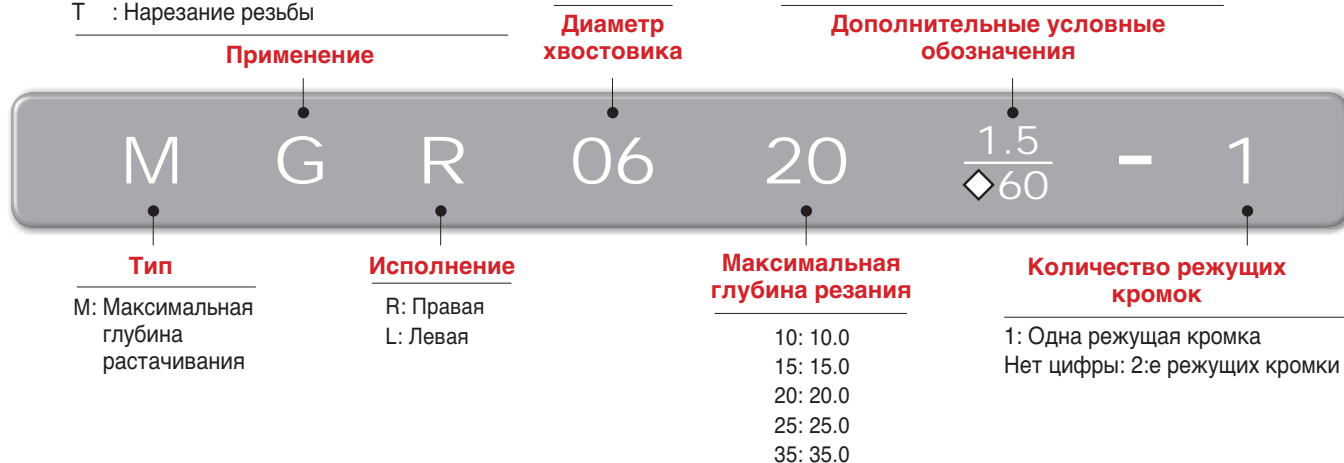 T : Нарезание резьбы
Применение
Диаметр
хвостовика
Дополнительные условные
обозначения
M G R 06 20 1.5/◇60 - 1
Тип
M: Максимальная
глубина
растачивания
Исполнение
R: Правая
L: Левая
Максимальная
глубина резания
10: 10.0
15: 15.0
20: 20.0
25: 25.0
35: 35.0
Количество режущих
кромок
1: Одна режущая кромка
Нет цифры: 2:е режущих кромки